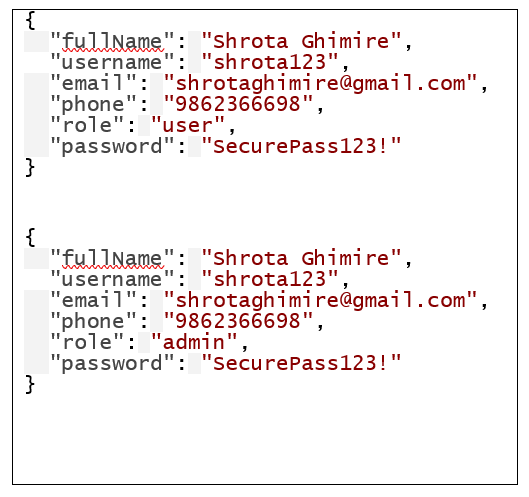 {
"fullName": "Shrota Ghimire",
"username": "shrota123",
"email": "shrotaghimire@gmail.com",
"phone": "9862366698",
"role": "user",
"password": "SecurePass123!"
}
{
"fullName": "Shrota Ghimire",
"username": "shrota123",
"email": "shrotaghimire@gmail.com",
"phone": "9862366698",
"role": "admin",
"password": "SecurePass123!"
}